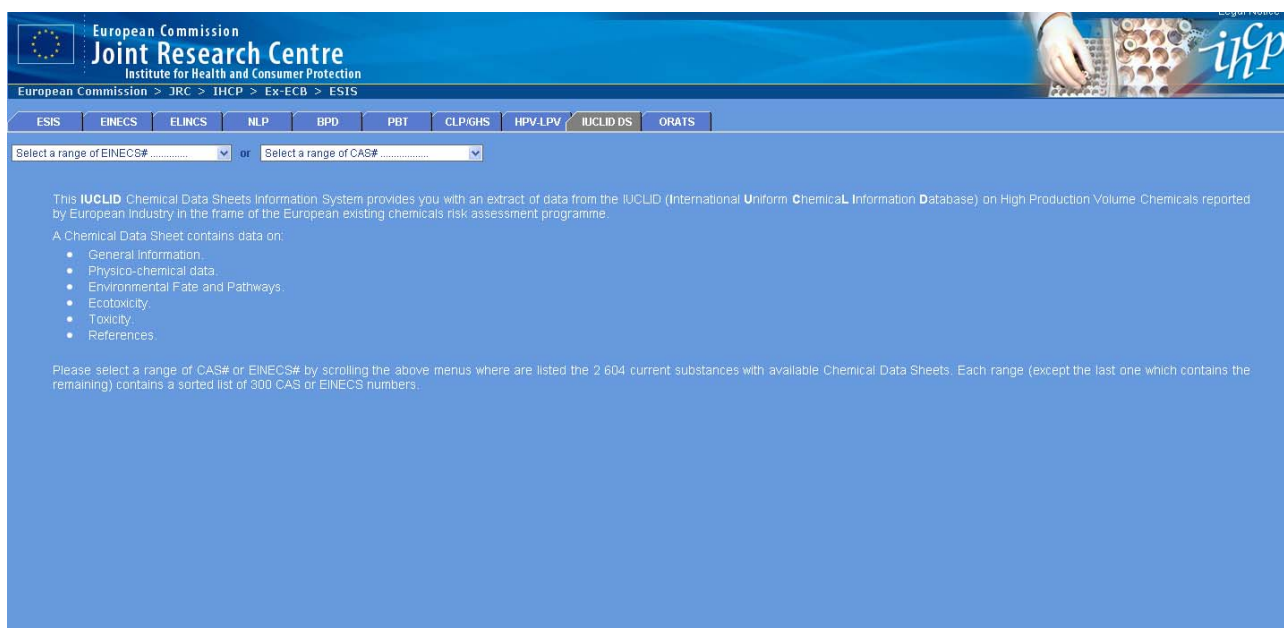 Legal Notice
European Commission
Joint Research Centre
Institute for Health and Consumer Protection
ihcp
European Commission > JRC > IHCP > Ex-ECB > ESIS
ESIS EINECS ELINCS NLP BPD PBT CLP/GHS HPV-LPV IUCLID DS ORATS
Select a range of EINECS# ............. or Select a range of CAS# .................
This IUCLID Chemical Data Sheets Information System provides you with an extract of data from the IUCLID (International Uniform ChemicaL Information Database) on High Production Volume Chemicals reported
by European Industry in the frame of the European existing chemicals risk assessment programme.
A Chemical Data Sheet contains data on:
General Information.
Physico-chemical data.
Environmental Fate and Pathways.
Ecotoxicity.
Toxicity.
References.
Please select a range of CAS# or EINECS# by scrolling the above menus where are listed the 2 604 current substances with available Chemical Data Sheets. Each range (except the last one which contains the
remaining) contains a sorted list of 300 CAS or EINECS numbers.